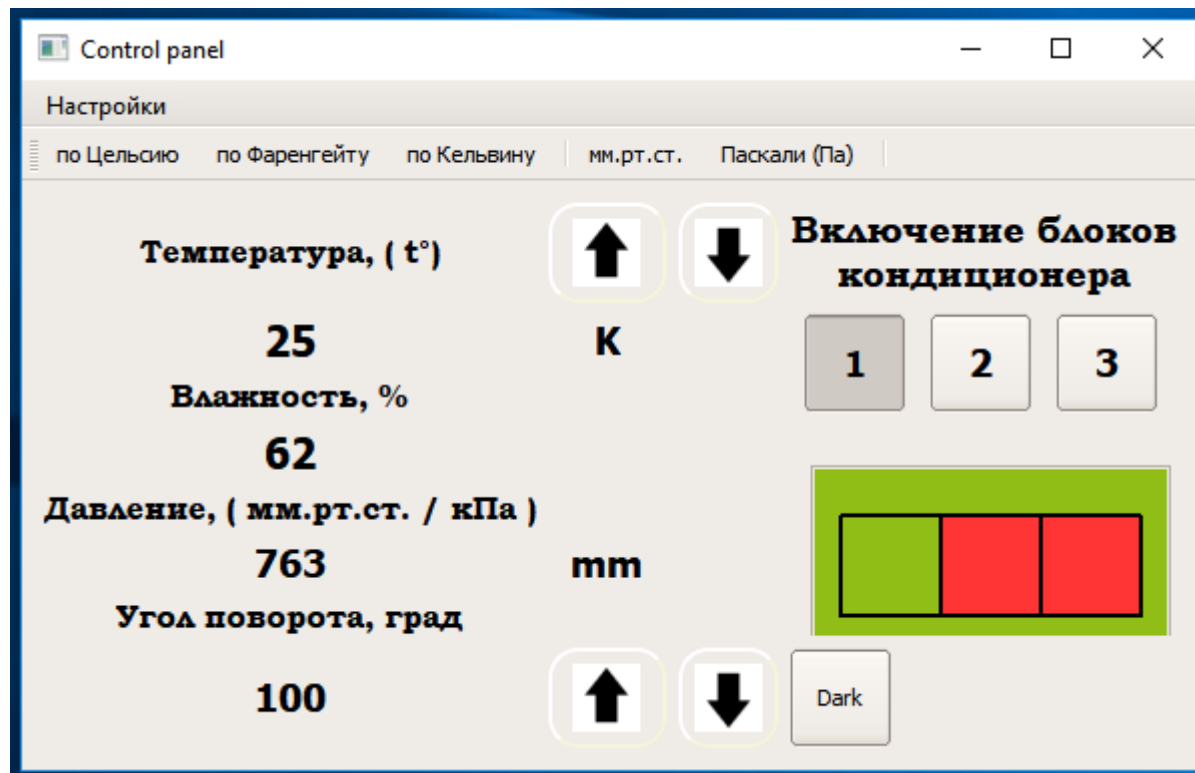 Control panel
Настройки
по Цельсию по Фаренгейту по Кельвину мм.рт.ст. Паскали (Па)
Температура, ( t°)
Включение блоков
кондиционера
25 K
1 2 3
Влажность, %
62
Давление, ( мм.рт.ст. / кПа )
763 mm
Угол поворота, град
100
Dark